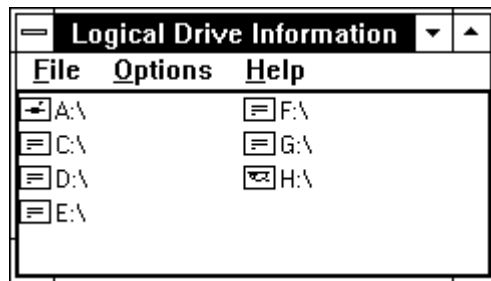 Logical Drive Information
File Options Help
A:\ F:\
C:\ G:\
D:\ H:\
E:\